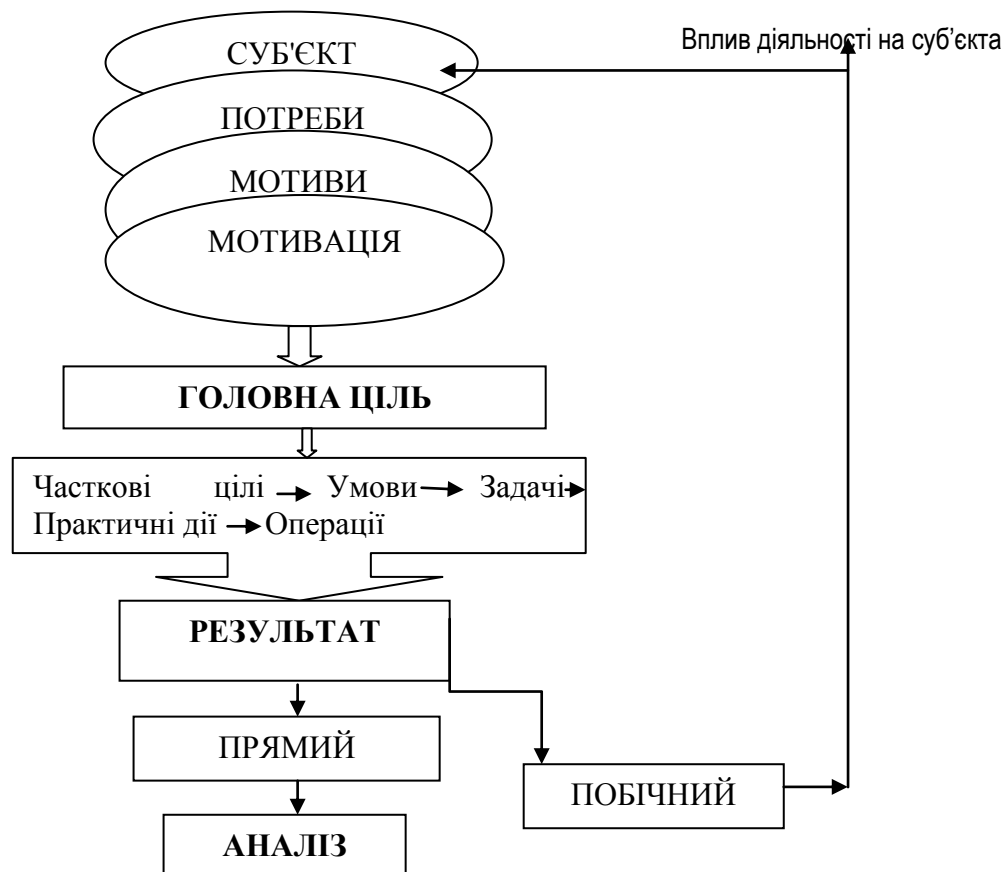 СУБ'ЄКТ
Вплив діяльності на суб’єкта
ПОТРЕБИ
МОТИВИ
МОТИВАЦІЯ
ГОЛОВНА ЦІЛЬ
Часткові цілі Умови Задачі
Практичні дії Операції
РЕЗУЛЬТАТ
ПРЯМИЙ
ПОБІЧНИЙ
АНАЛІЗ